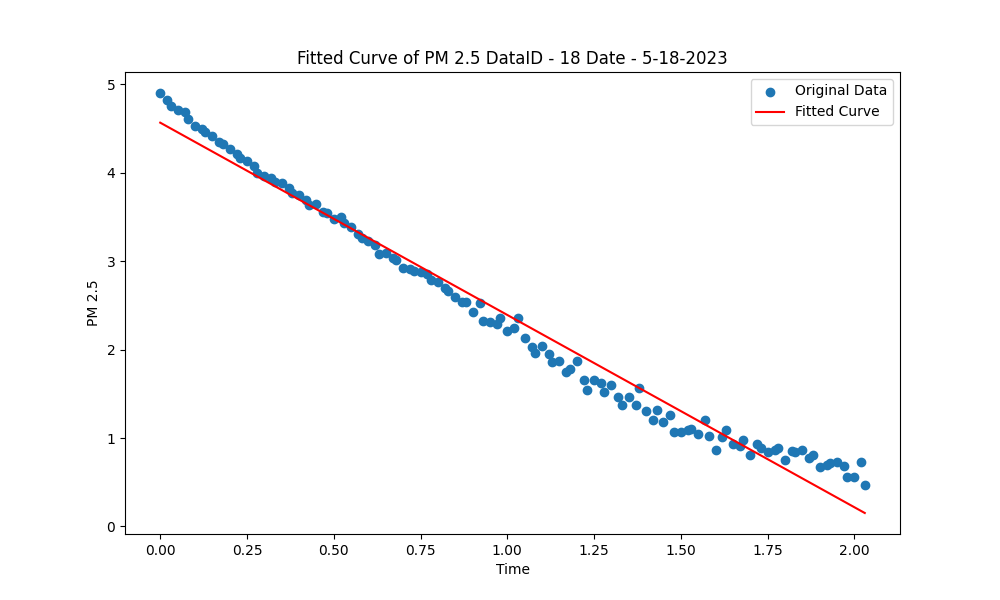 Fitted Curve of PM 2.5 DataID - 18 Date - 5-18-2023
Original Data
Fitted Curve
5
4
3
2
1
0
PM 2.5
0.00 0.25 0.50 0.75 1.00 1.25 1.50 1.75 2.00
Time